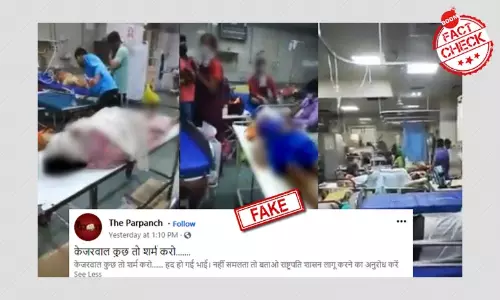 BOOM
FACT
CHECK
FAKE
The Parpanch · Follow
Yesterday at 1:10 PM ·
केजरवाल कुछ तो शर्म करो.......
केजरवाल कुछ तो शर्म करो...... हद हो गई भाई। नहीं समलता तो बताओ राष्ट्रपति शासन लागू करने का अनुरोध करें
See Less